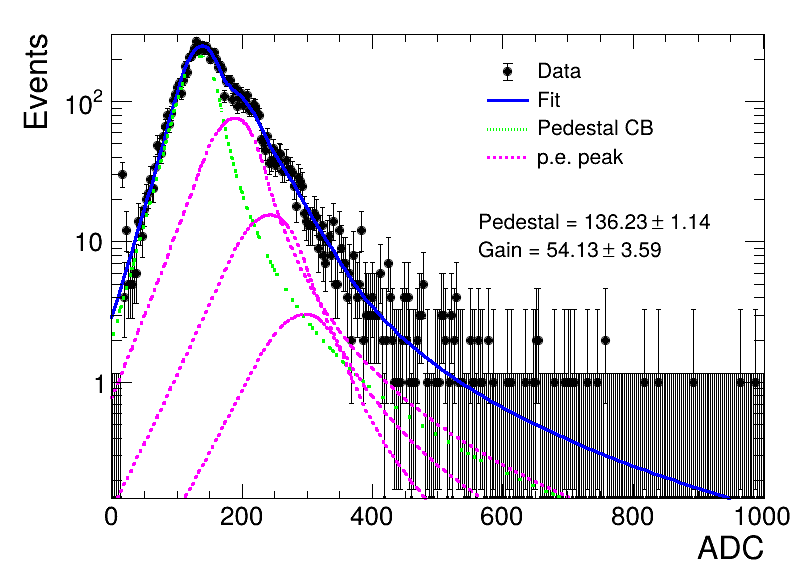 Events
10²
10
1
Data
Fit
Pedestal CB
p.e. peak
Pedestal = 136.23 ± 1.14
Gain = 54.13 ± 3.59
0 200 400 600 800 1000
ADC